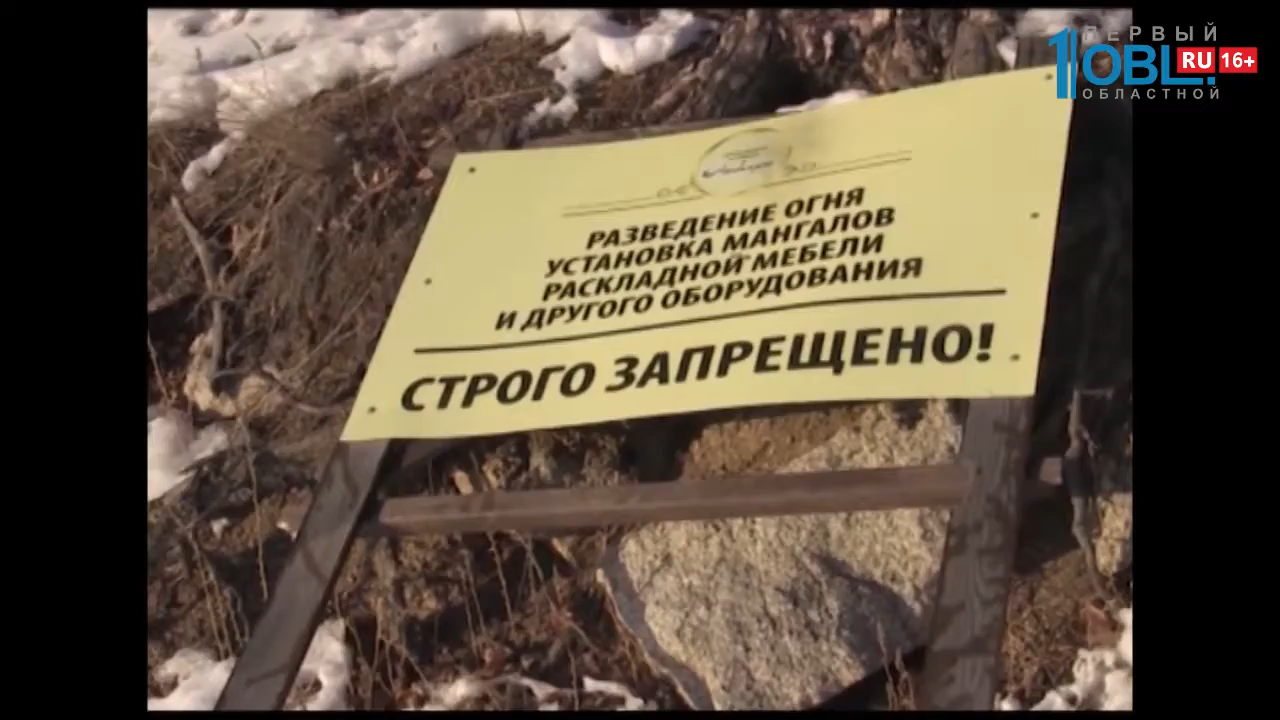 ПЕРВЫЙ
1OBL.
RU 16+
ОБЛАСТНОЙ
РАЗВЕДЕНИЕ ОГНЯ
УСТАНОВКА МАНГАЛОВ
РАСКЛАДНОЙ МЕБЕЛИ
И ДРУГОГО ОБОРУДОВАНИЯ
СТРОГО ЗАПРЕЩЕНО!